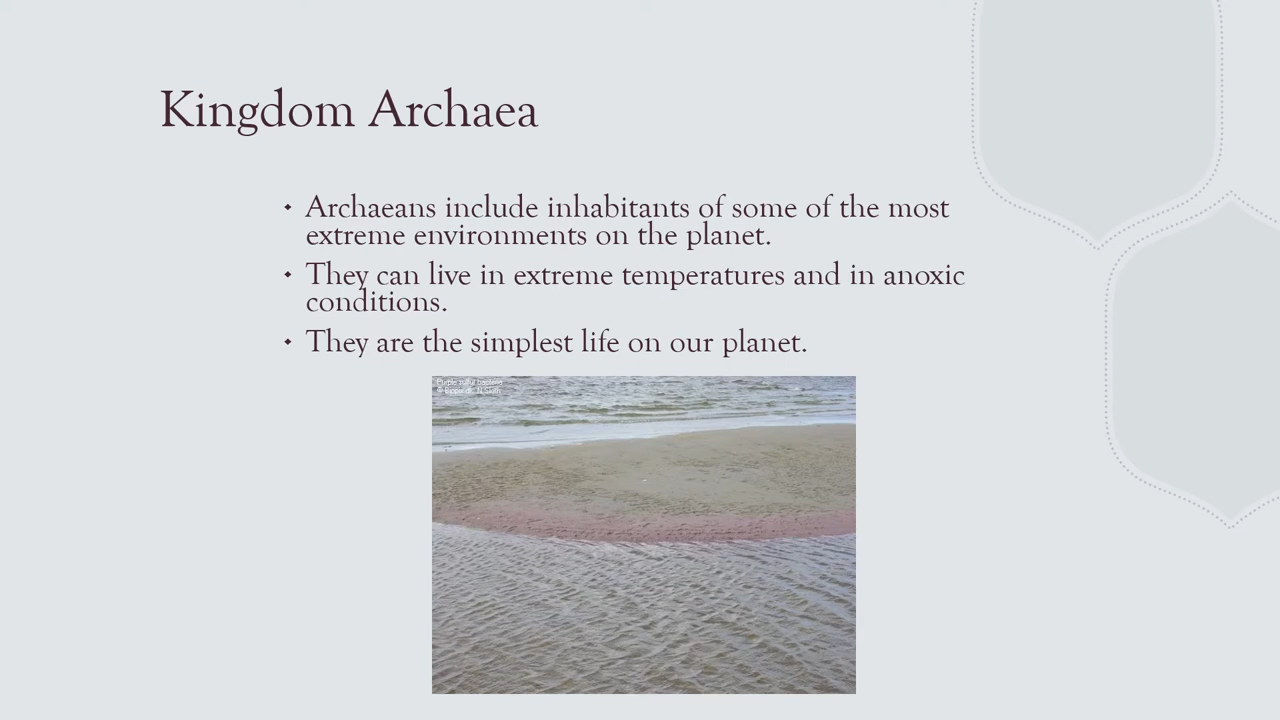 Kingdom Archaea
• Archaeans include inhabitants of some of the most
extreme environments on the planet.
• They can live in extreme temperatures and in anoxic
conditions.
• They are the simplest life on our planet.
Purple sulfur bacteria